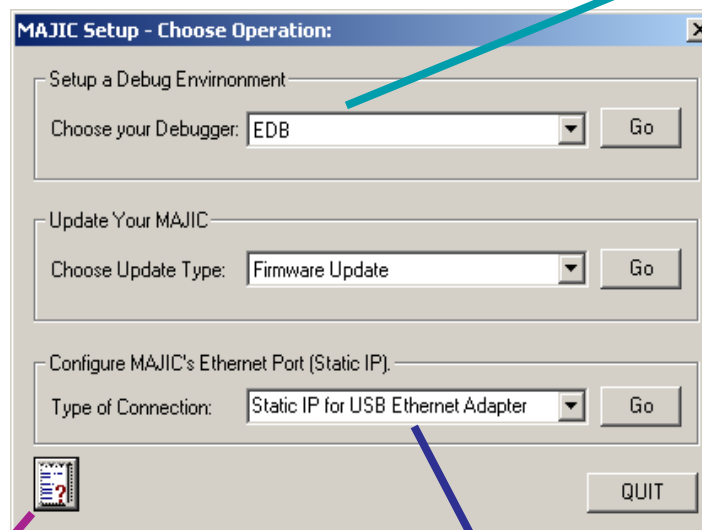 MAJIC Setup - Choose Operation:
Setup a Debug Envirnonment
Choose your Debugger: EDB Go
Update Your MAJIC
Choose Update Type: Firmware Update Go
Configure MAJIC's Ethernet Port (Static IP).
Type of Connection: Static IP for USB Ethernet Adapter Go
QUIT